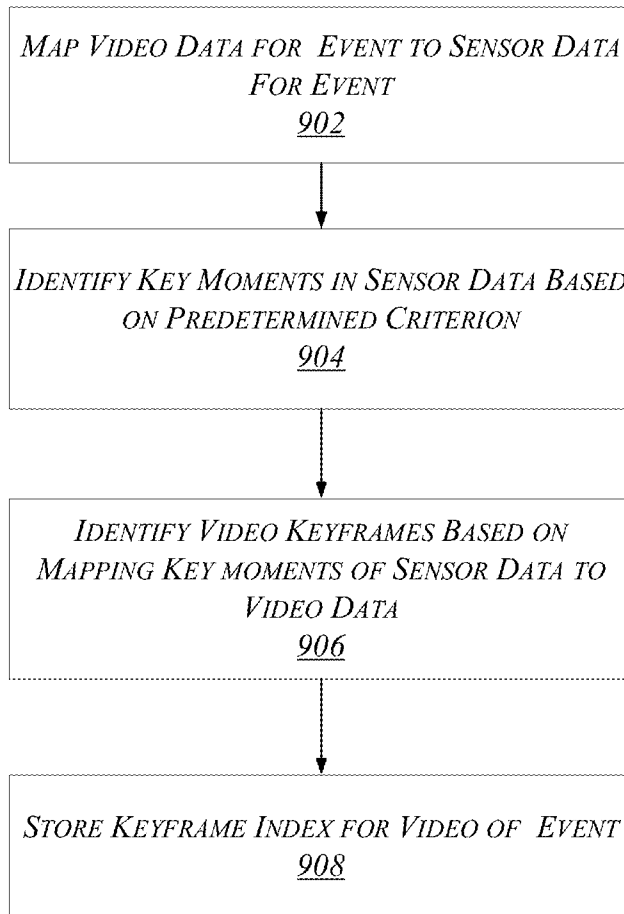 MAP VIDEO DATA FOR EVENT TO SENSOR DATA
FOR EVENT
902
IDENTIFY KEY MOMENTS IN SENSOR DATA BASED
ON PREDETERMINED CRITERION
904
IDENTIFY VIDEO KEYFRAMES BASED ON
MAPPING KEY MOMENTS OF SENSOR DATA TO
VIDEO DATA
906
STORE KEYFRAME INDEX FOR VIDEO OF EVENT
908